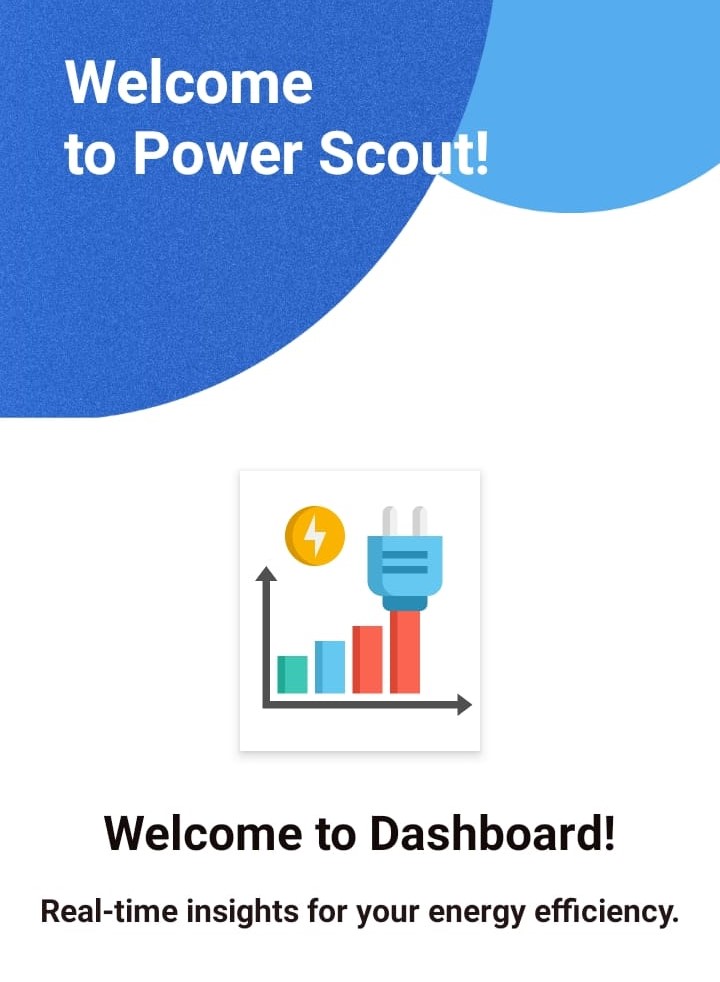 Welcome
to Power Scout!
Welcome to Dashboard!
Real-time insights for your energy efficiency.